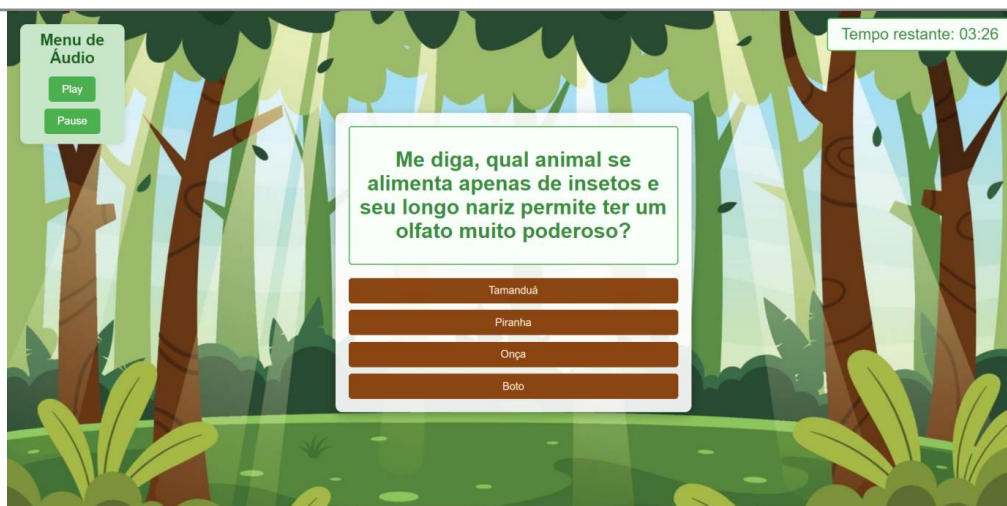 Menu de
Áudio
Play
Pause
Tempo restante: 03:26
Me diga, qual animal se
alimenta apenas de insetos e
seu longo nariz permite ter um
olfato muito poderoso?
Tamanduá
Piranha
Onça
Boto